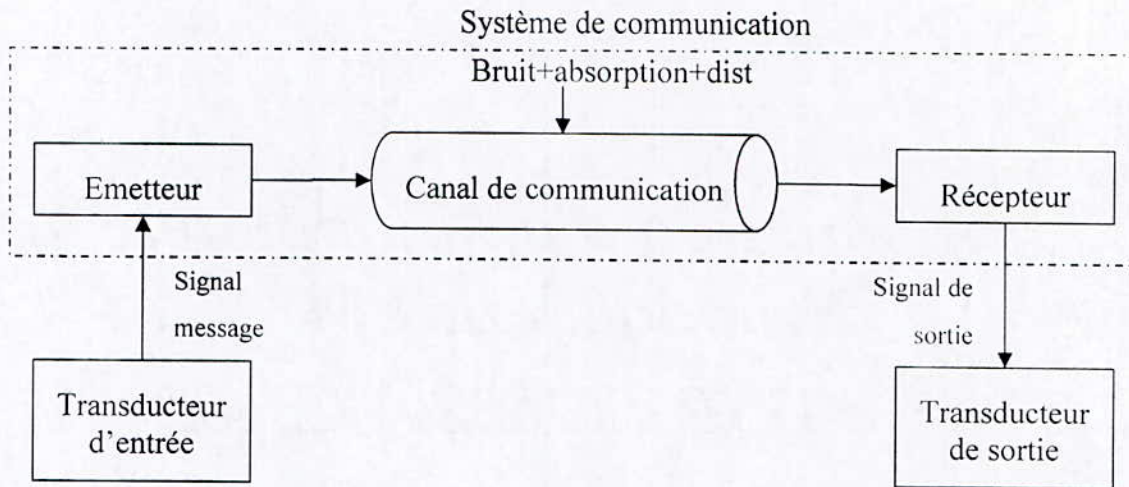 Système de communication
Bruit+absorption+dist
Emetteur
Canal de communication
Récepteur
Signal
message
Signal de
sortie
Transducteur
d'entrée
Transducteur
de sortie